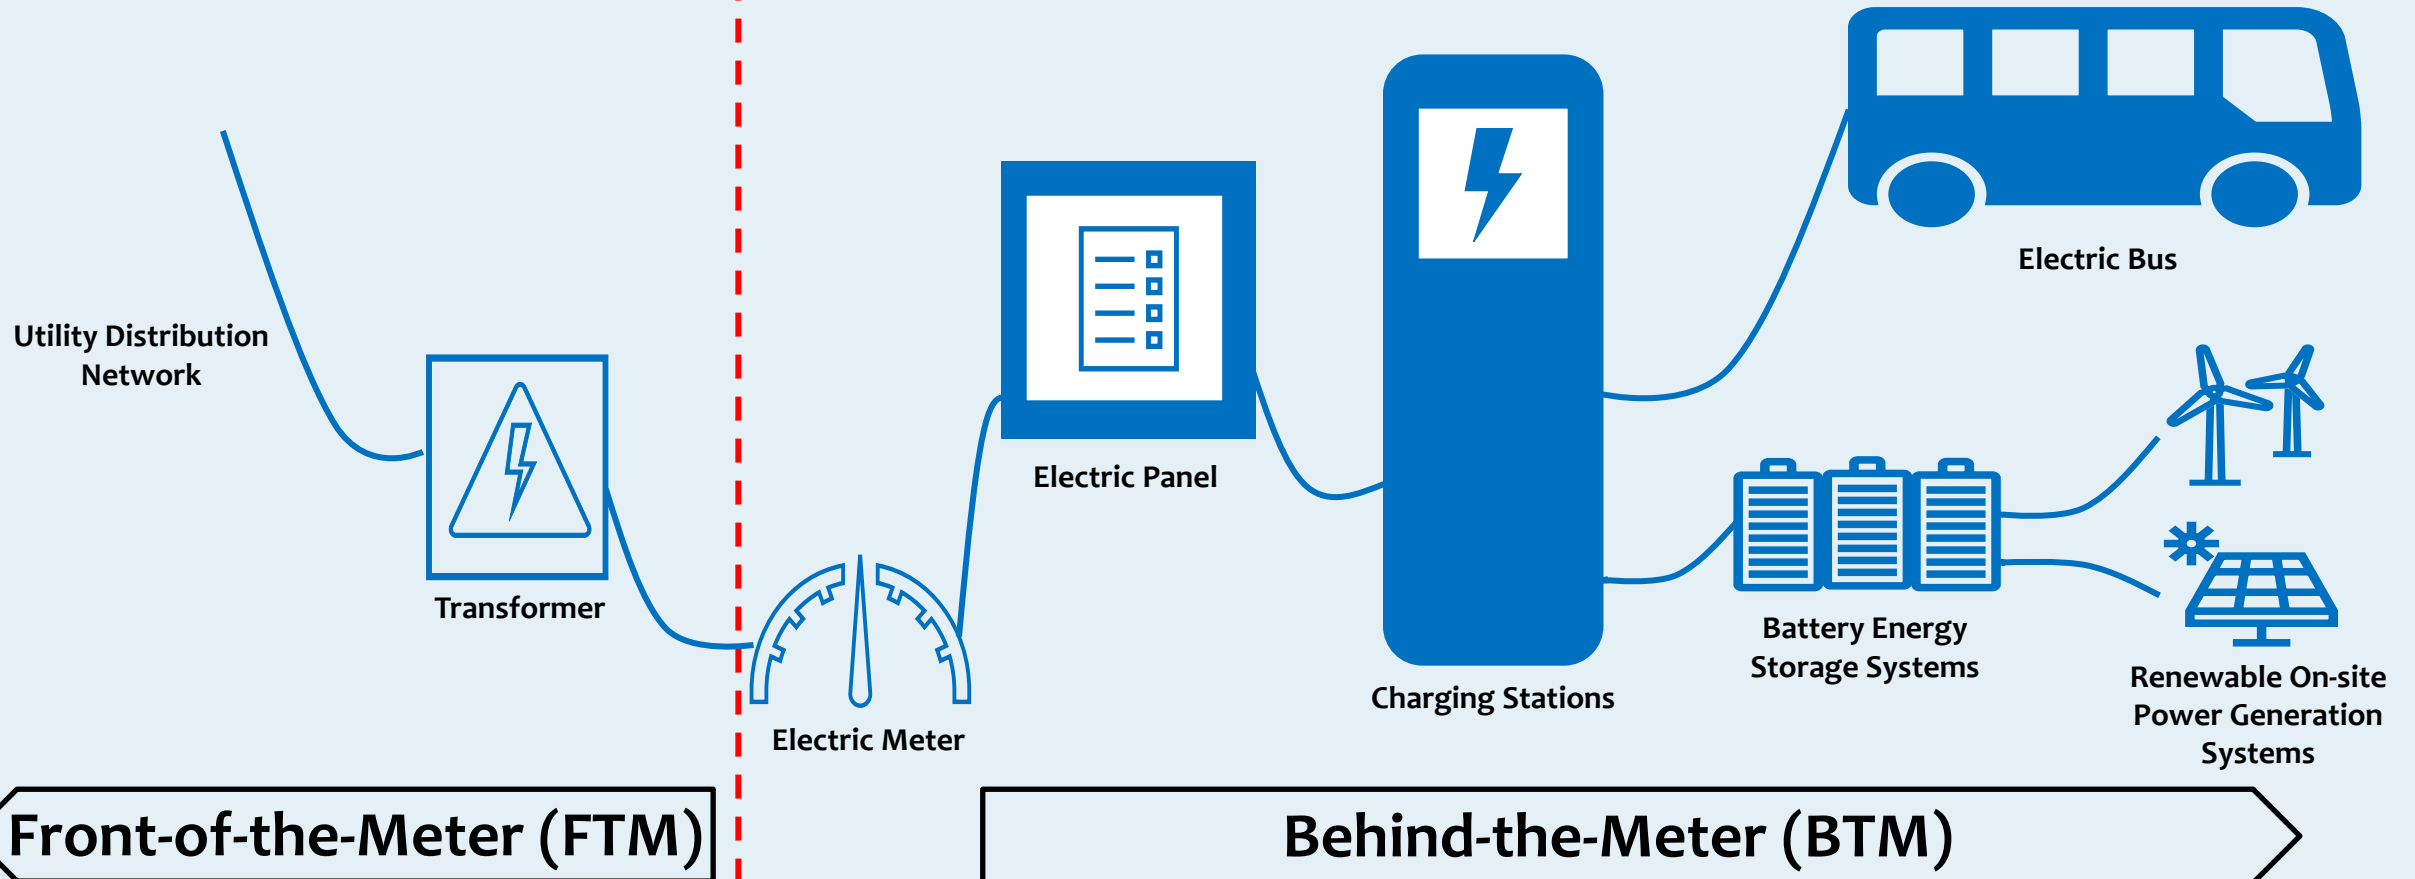 Utility Distribution
Network
Transformer
Electric Meter
Electric Panel
Charging Stations
Electric Bus
Battery Energy
Storage Systems
Renewable On-site
Power Generation
Systems
Front-of-the-Meter (FTM)
Behind-the-Meter (BTM)